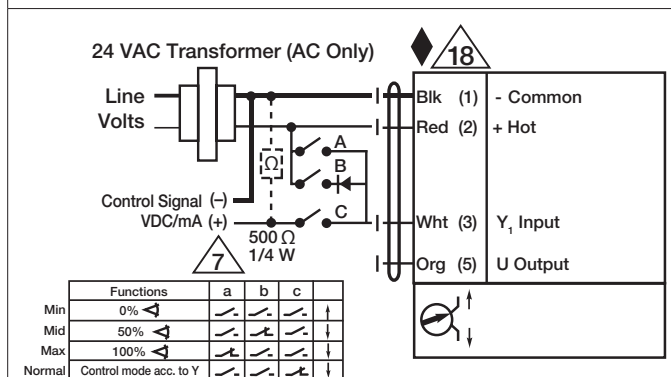 24 VAC Transformer (AC Only)
18
Line
Volts
Blk (1) - Common
Red (2) + Hot
A
Ω
B
Control Signal (–)
VDC/mA (+)
C
Wht (3) Y1 Input
500 Ω
1/4 W
7
Org (5) U Output
Functions a b c
Min 0%
Mid 50%
Max 100%
Normal Control mode acc. to Y